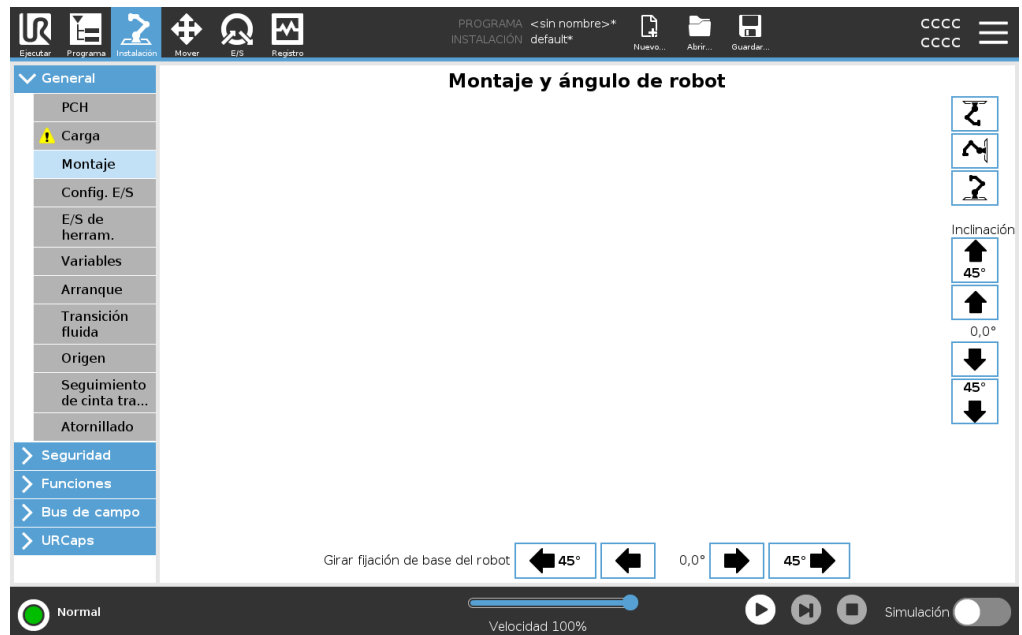 PROGRAMA <sin nombre>*
INSTALACIÓN default*
cccc
cccc
Ejecutar
Programa
Instalación
Mover
E/S
Registro
Nuevo...
Abrir...
Guardar...
General
PCH
Carga
Montaje
Config. E/S
E/S de
herram.
Variables
Arranque
Transición
fluida
Origen
Seguimiento
de cinta tra...
Atornillado
Seguridad
Funciones
Bus de campo
URCaps
Montaje y ángulo de robot
Inclinación
45°
0,0°
45°
Girar fijación de base del robot
45°
0,0°
45°
Normal
Velocidad 100%
Simulación